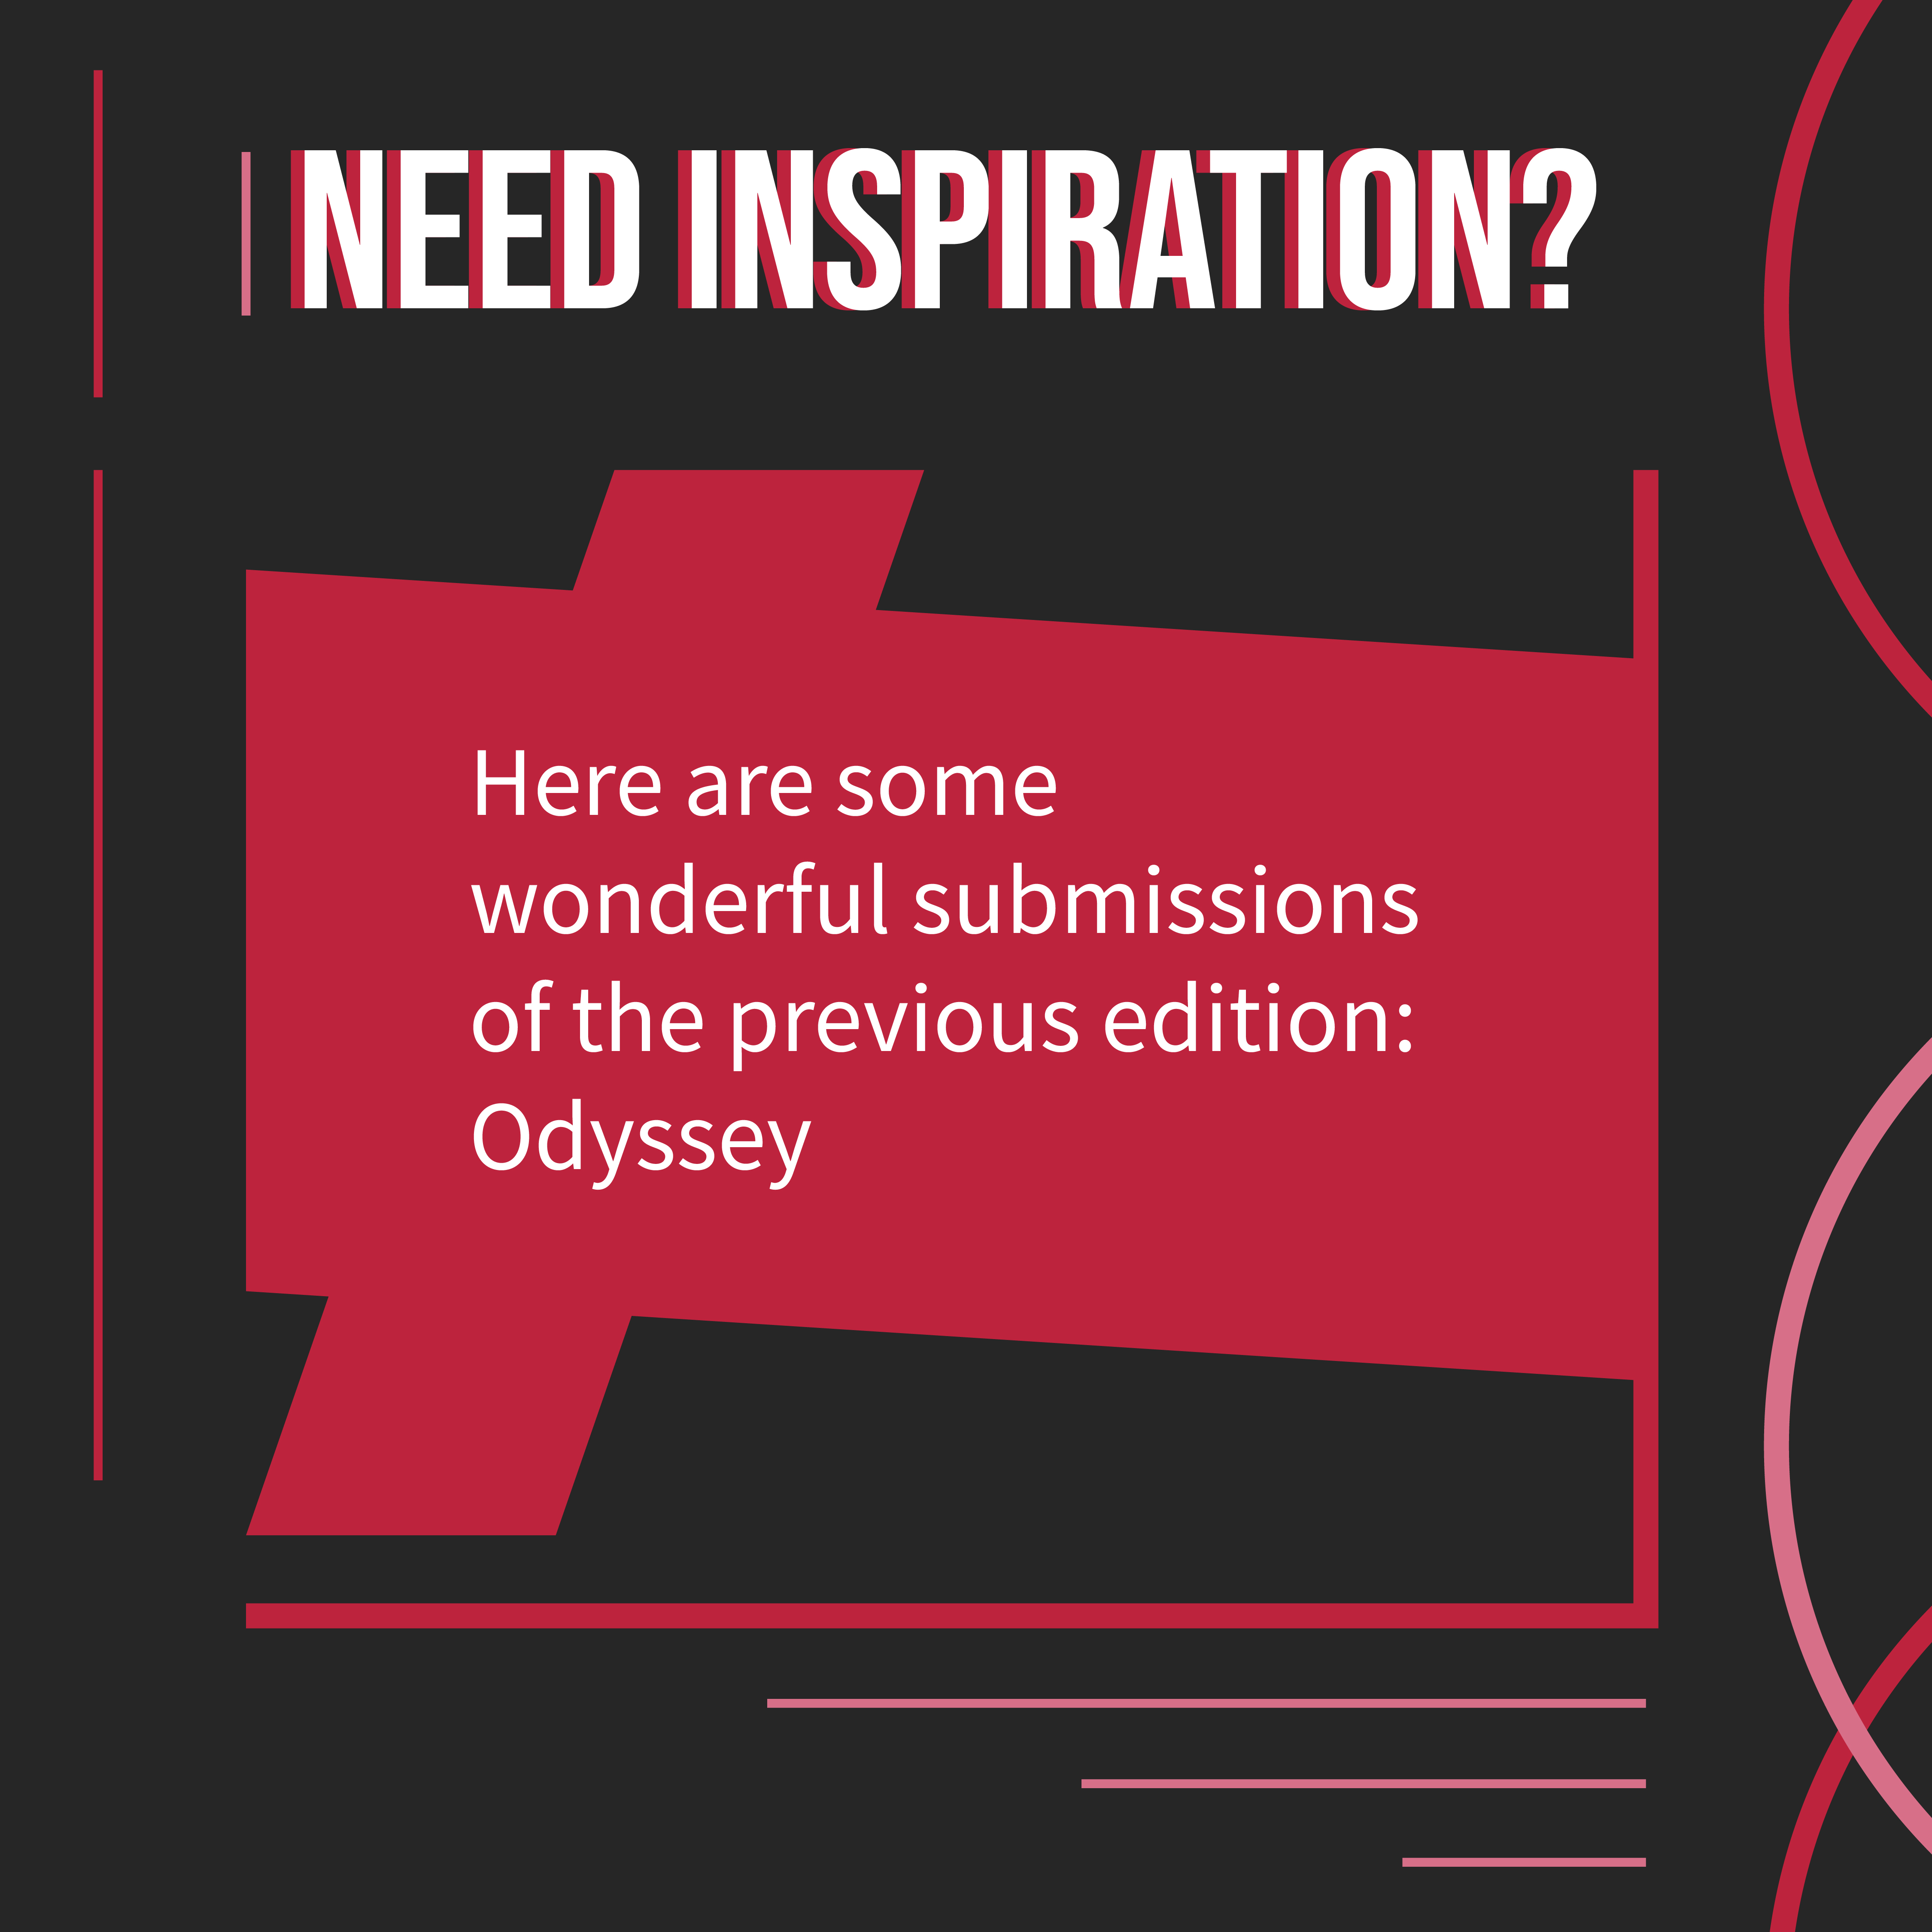 NEED INSPIRATION?
Here are some
wonderful submissions
of the previous edition:
Odyssey